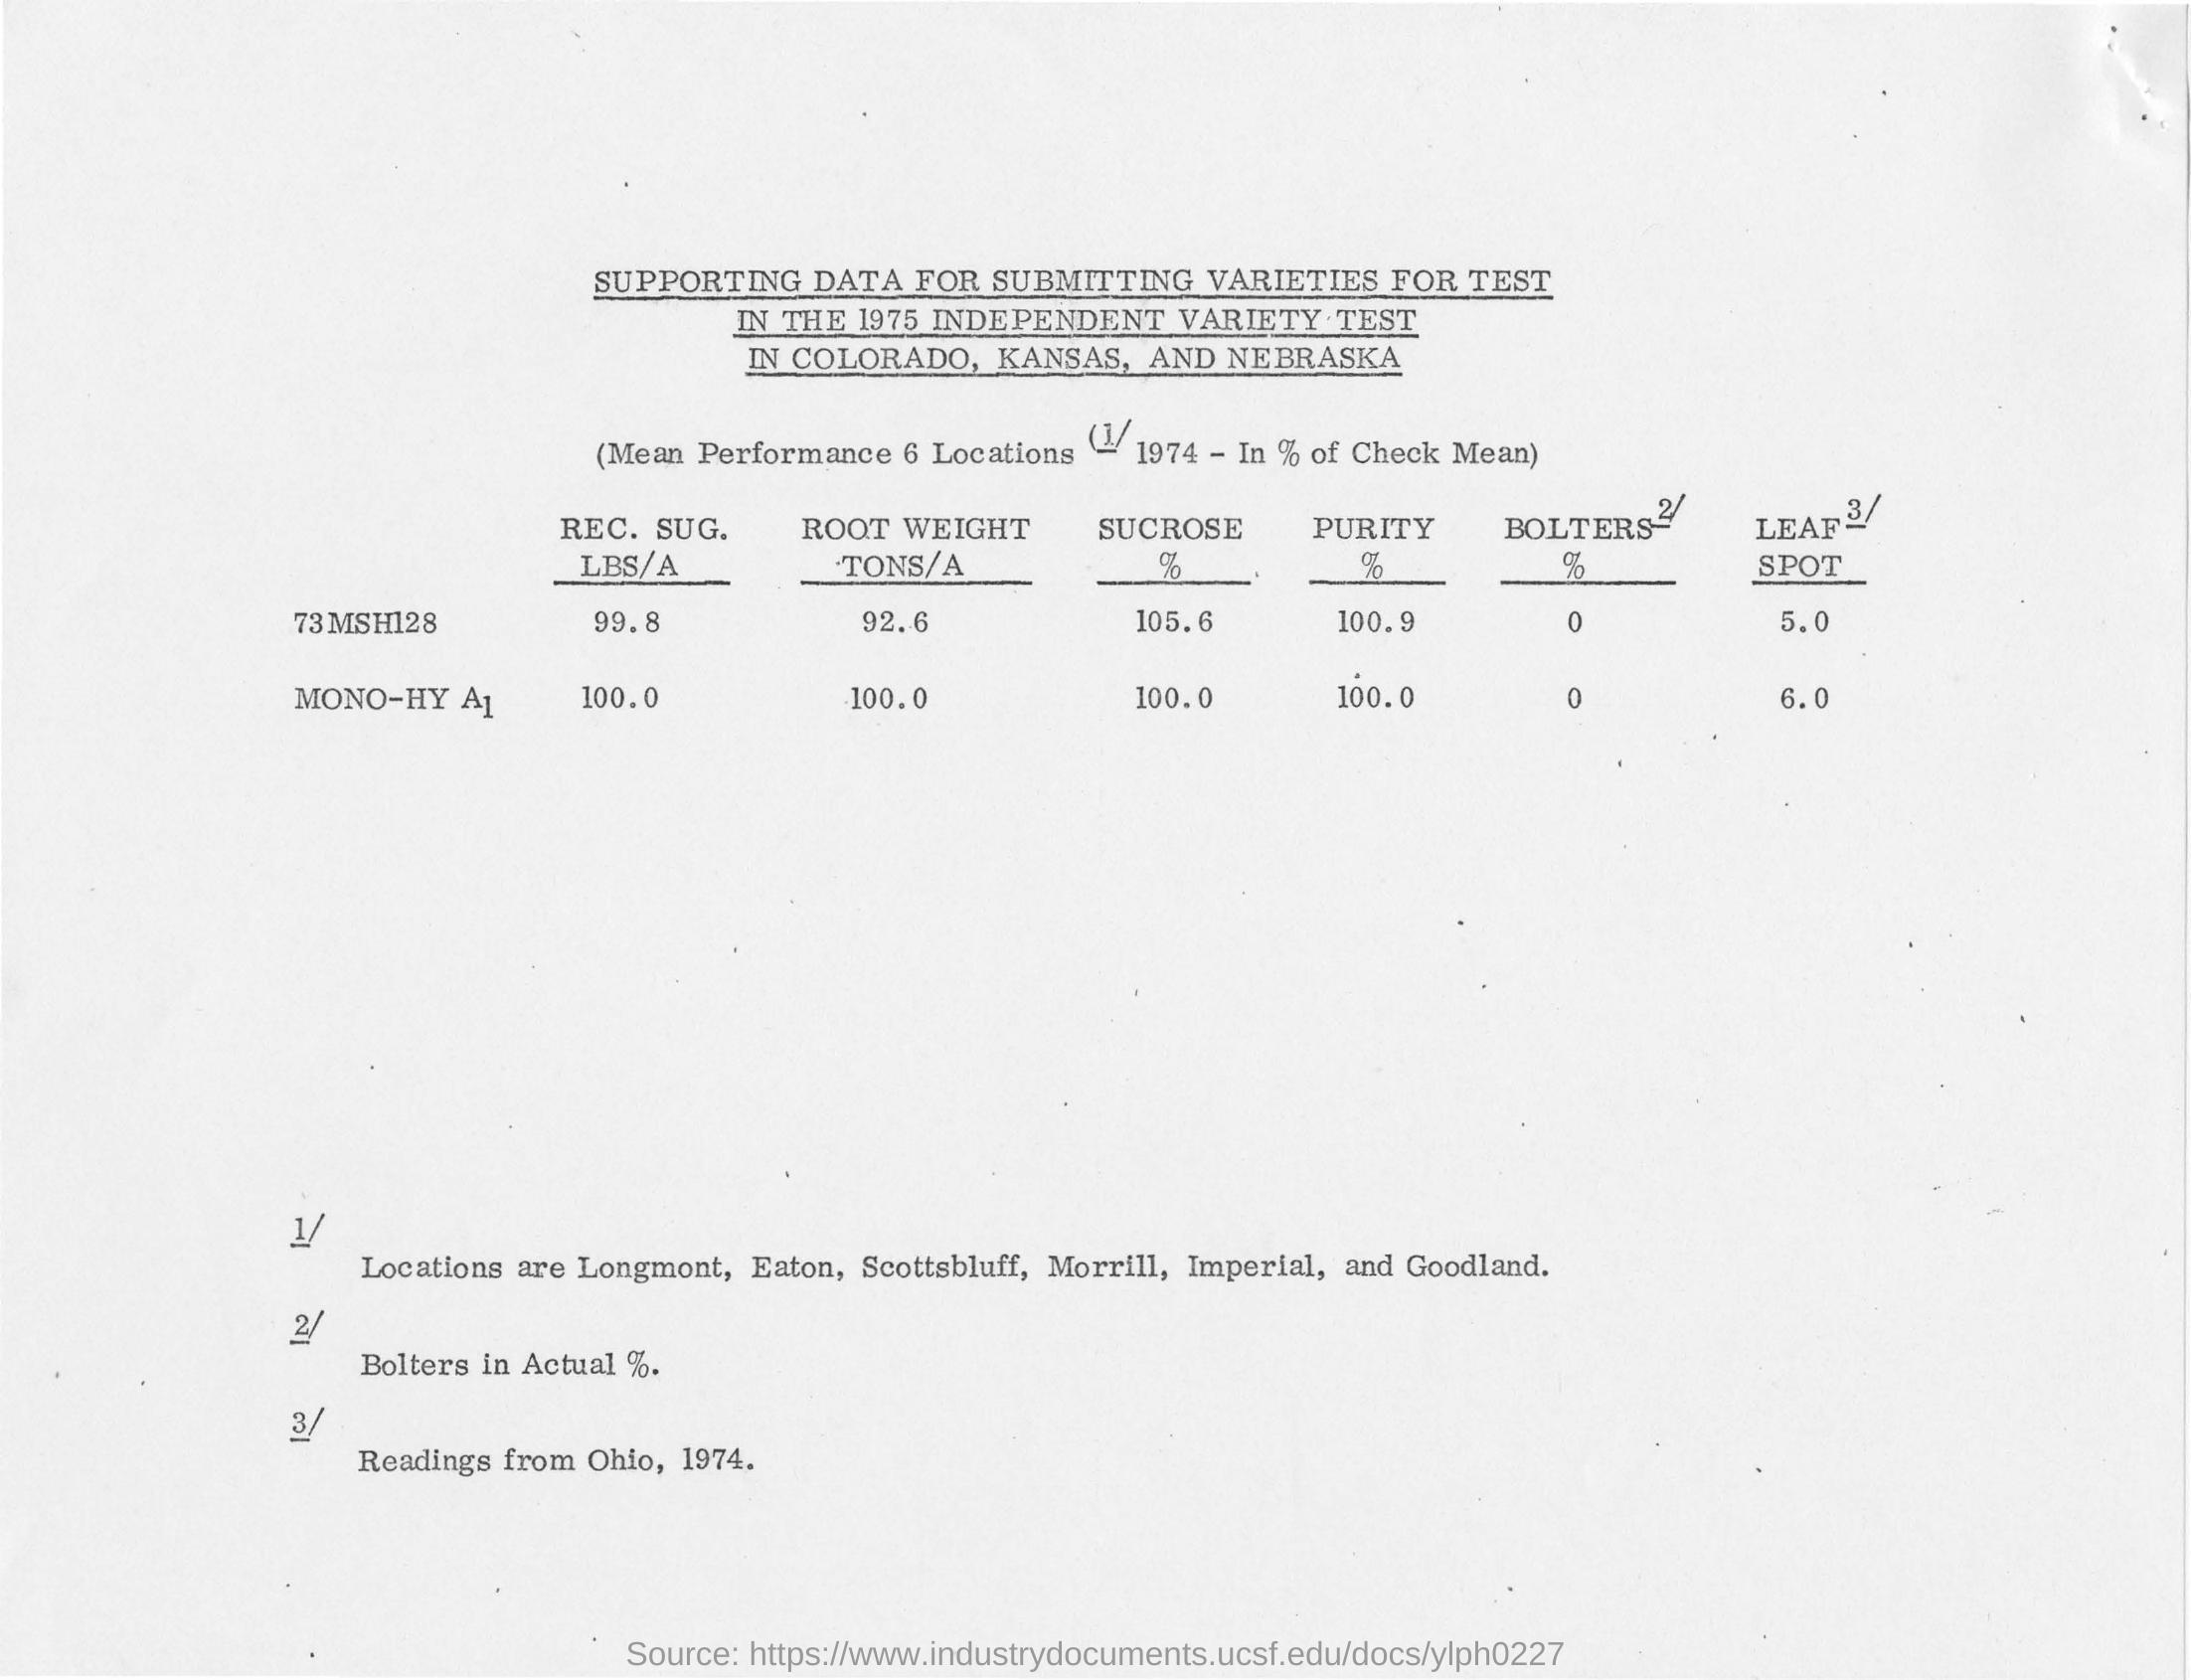 SUPPORTING DATA FOR SUBMITTING VARIETIES FOR TEST
IN THE 1975 INDEPENDENT VARIETY TEST
IN COLORADO, KANSAS, AND NEBRASKA
(Mean Performance 6 Locations (1/ 1974 - In % of Check Mean)
REC. SUG. ROOT WEIGHT SUCROSE PURITY BOLTERS 2/ LEAF 3/
LBS/A TONS/A % % % SPOT
73MSH128 99.8 92.6 105.6 100.9 0 5.0
MONO-HY A1 100.0 100.0 100.0 100.0 0 6.0
1/
Locations are Longmont, Eaton, Scottsbluff, Morrill, Imperial, and Goodland.
2/
Bolters in Actual %.
3/
Readings from Ohio, 1974.
Source: https://www.industrydocuments.ucsf.edu/docs/ylph0227